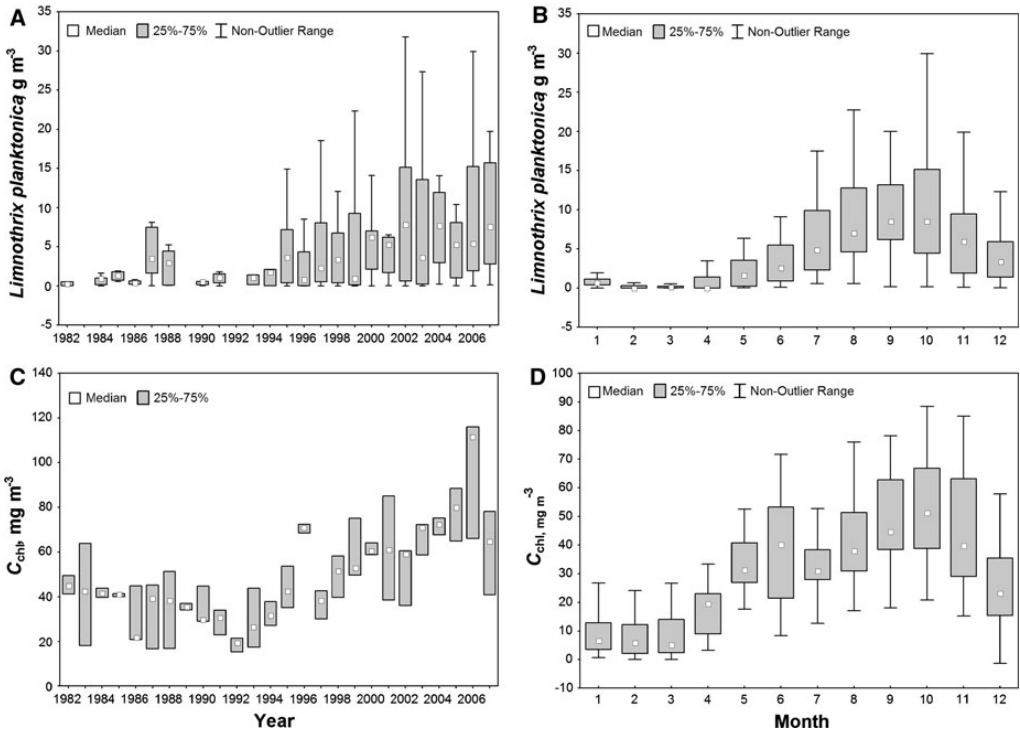 A
Median 25%-75% Non-Outlier Range
Limnothrix planktonicą g m-3
35
30
25
20
15
10
5
0
-5
1982 1984 1986 1988 1990 1992 1994 1996 1998 2000 2002 2004 2006
B
Median 25%-75% Non-Outlier Range
Limnothrix planktonicą g m-3
35
30
25
20
15
10
5
0
-5
1 2 3 4 5 6 7 8 9 10 11 12
C
Median 25%-75%
Cchl, mg m-3
140
120
100
80
60
40
20
0
1982 1984 1986 1988 1990 1992 1994 1996 1998 2000 2002 2004 2006
Year
D
Median 25%-75% Non-Outlier Range
Cchl, mg m-3
100
90
80
70
60
50
40
30
20
10
0
-10
1 2 3 4 5 6 7 8 9 10 11 12
Month